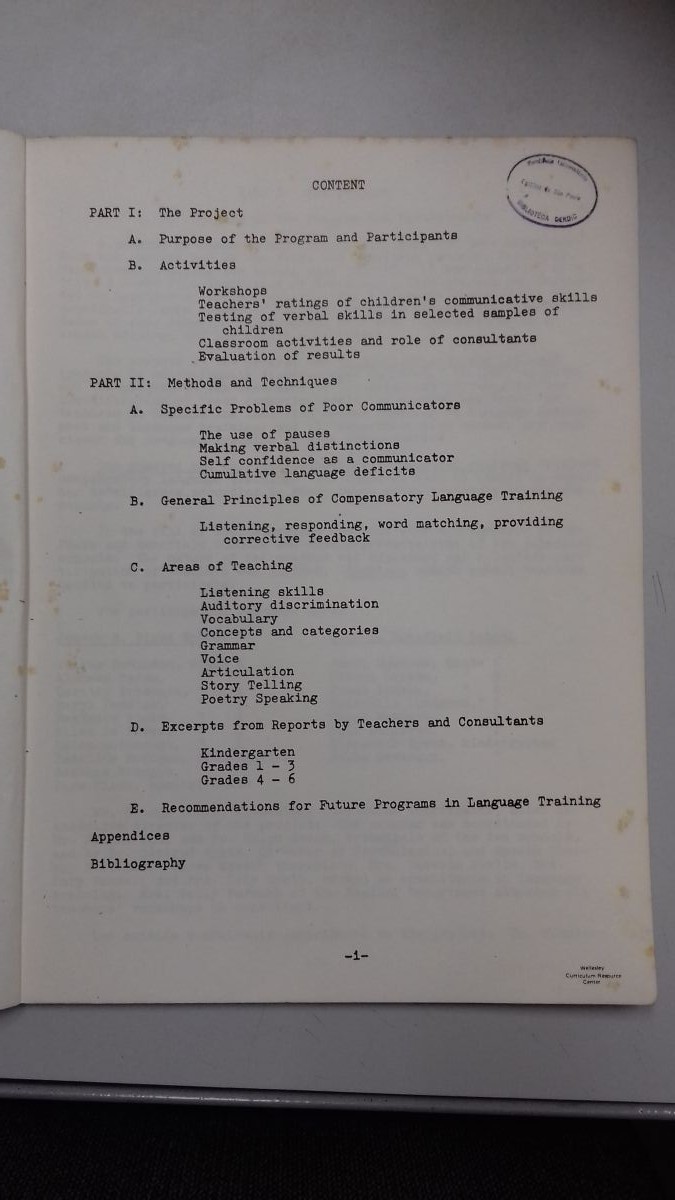 CONTENT
PART I: The Project
A. Purpose of the Program and Participants
B. Activities
Workshops
Teachers' ratings of children's communicative skills
Testing of verbal skills in selected samples of
children
Classroom activities and role of consultants
Evaluation of results
PART II: Methods and Techniques
A. Specific Problems of Poor Communicators
The use of pauses
Making verbal distinctions
Self confidence as a communicator
Cumulative language deficits
B. General Principles of Compensatory Language Training
Listening, responding, word matching, providing
corrective feedback
C. Areas of Teaching
Listening skills
Auditory discrimination
Vocabulary
Concepts and categories
Grammar
Voice
Articulation
Story Telling
Poetry Speaking
D. Excerpts from Reports by Teachers and Consultants
Kindergarten
Grades 1 - 3
Grades 4 - 6
E. Recommendations for Future Programs in Language Training
Appendices
Bibliography
-1-
Wellesley
Curriculum Resource
Center
BIBLIOTECA DERDIC